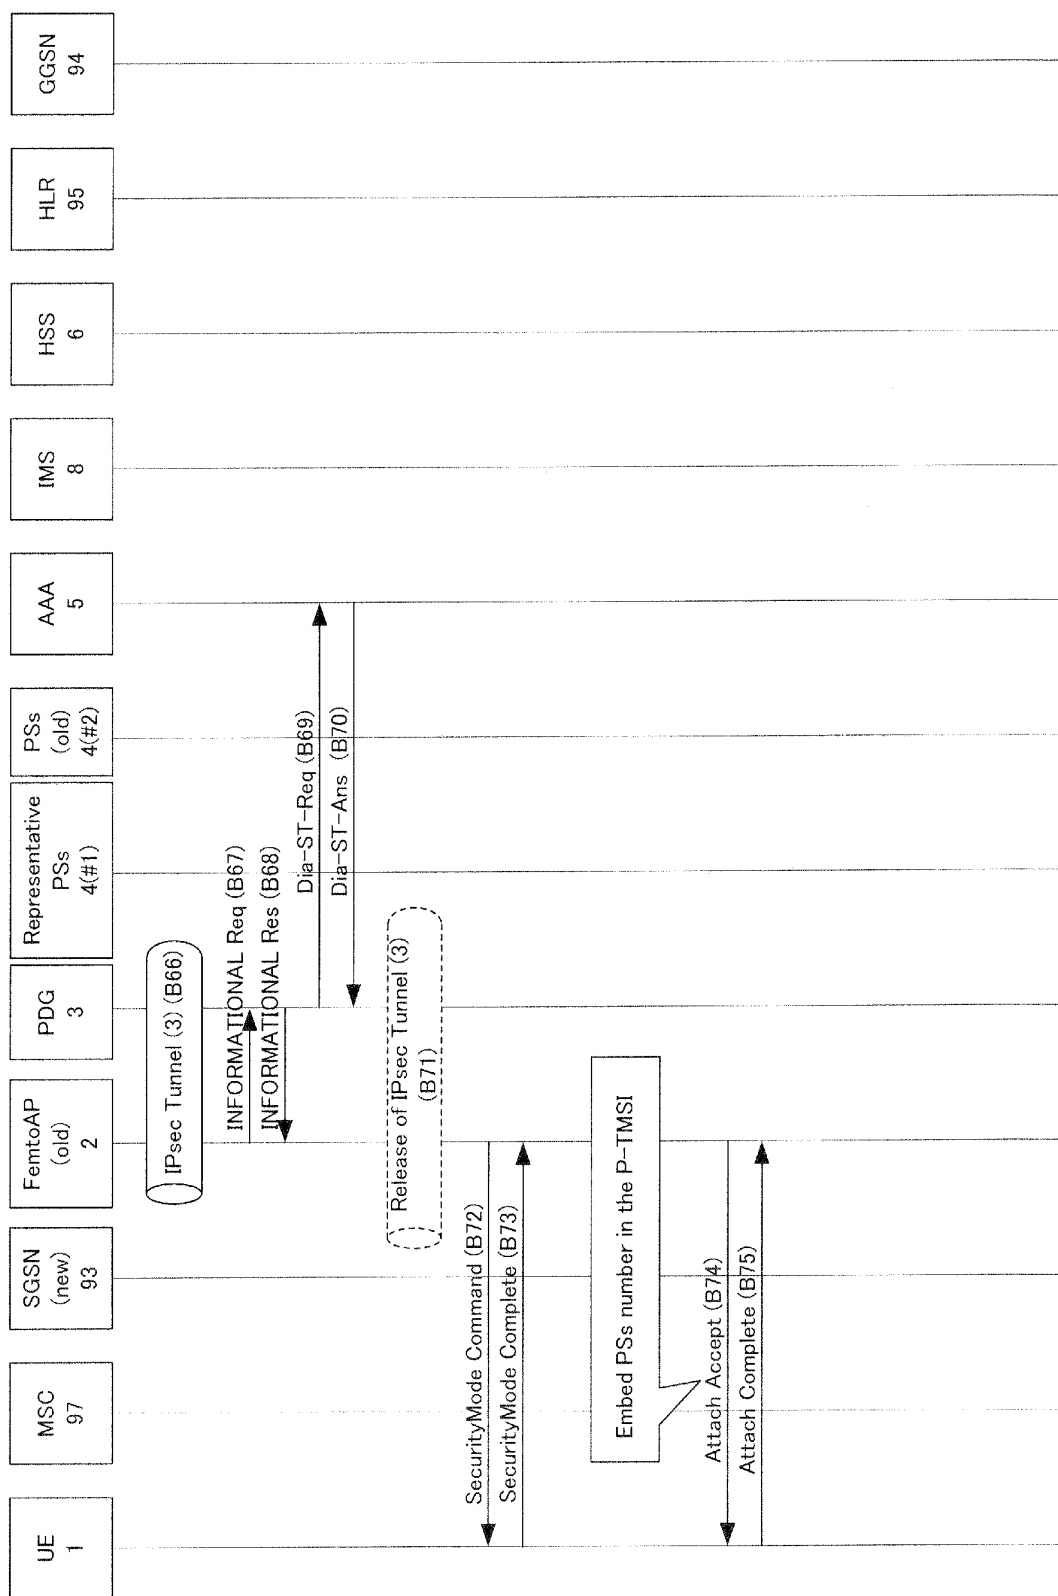 UE
1
MSC
97
SGSN
(new)
93
FemtoAP
(old)
2
PDG
3
Representative
PSs
4(#1)
PSs
(old)
4(#2)
AAA
5
IMS
8
HSS
6
HLR
95
GGSN
94
IPsec Tunnel (3) (B66)
INFORMATIONAL Req (B67)
INFORMATIONAL Res (B68)
Dia-ST-Req (B69)
Dia-ST-Ans (B70)
Release of IPsec Tunnel (3)
(B71)
SecurityMode Command (B72)
SecurityMode Complete (B73)
Embed PSs number in the P-TMSI
Attach Accept (B74)
Attach Complete (B75)